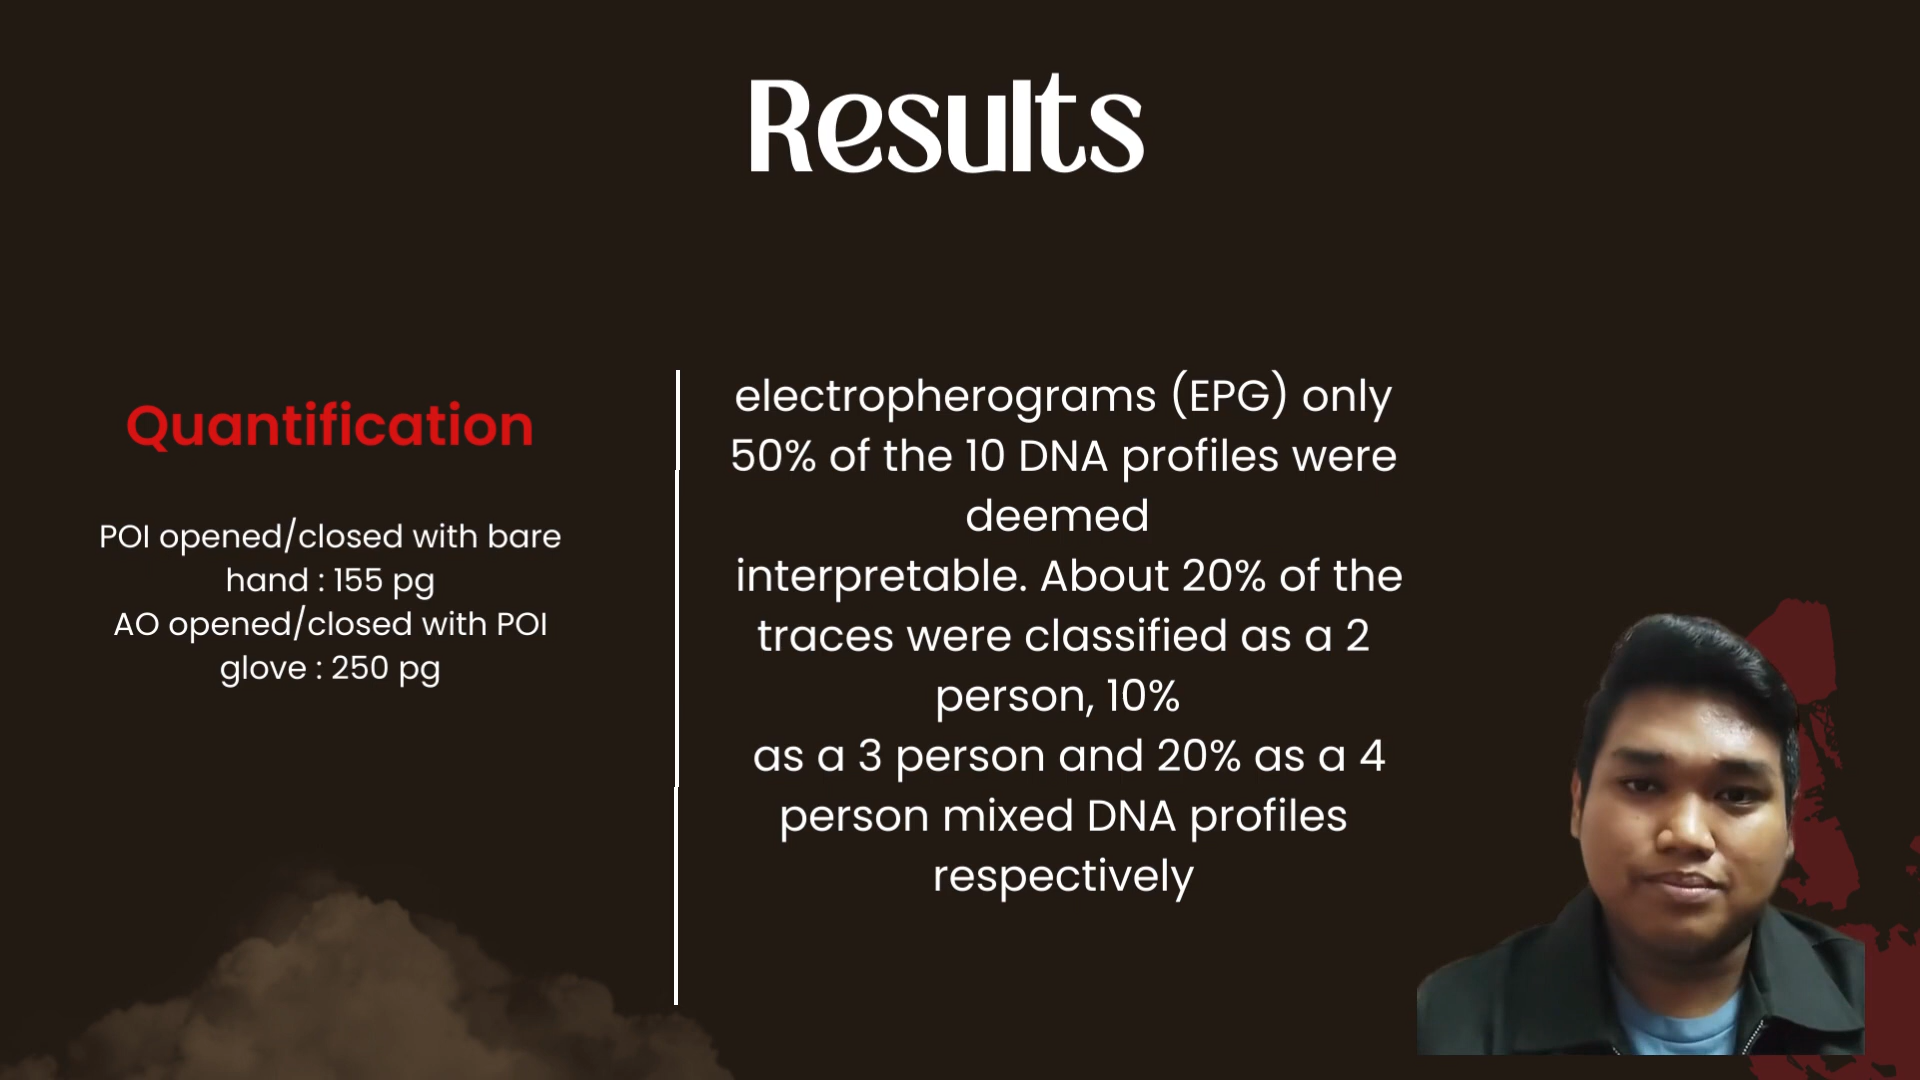 Results
Quantification
POI opened/closed with bare
hand : 155 pg
AO opened/closed with POI
glove : 250 pg
electropherograms (EPG) only
50% of the 10 DNA profiles were
deemed
interpretable. About 20% of the
traces were classified as a 2
person, 10%
as a 3 person and 20% as a 4
person mixed DNA profiles
respectively